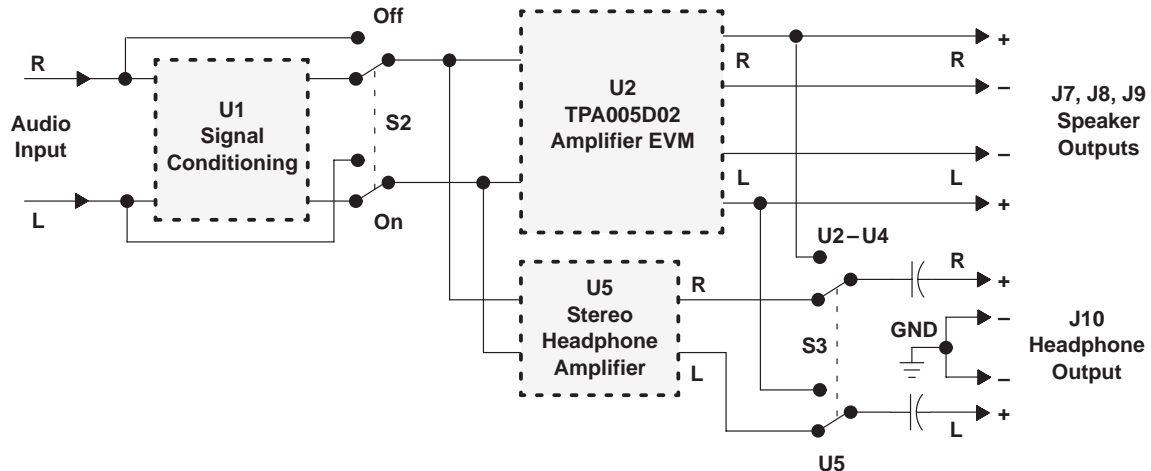 Off
R
Audio
Input
L
U1
Signal
Conditioning
S2
On
U2
TPA005D02
Amplifier EVM
R
L
R
+
–
–
L
+
J7, J8, J9
Speaker
Outputs
U5
Stereo
Headphone
Amplifier
R
L
U2–U4
S3
U5
R
+
GND
–
–
+
L
J10
Headphone
Output